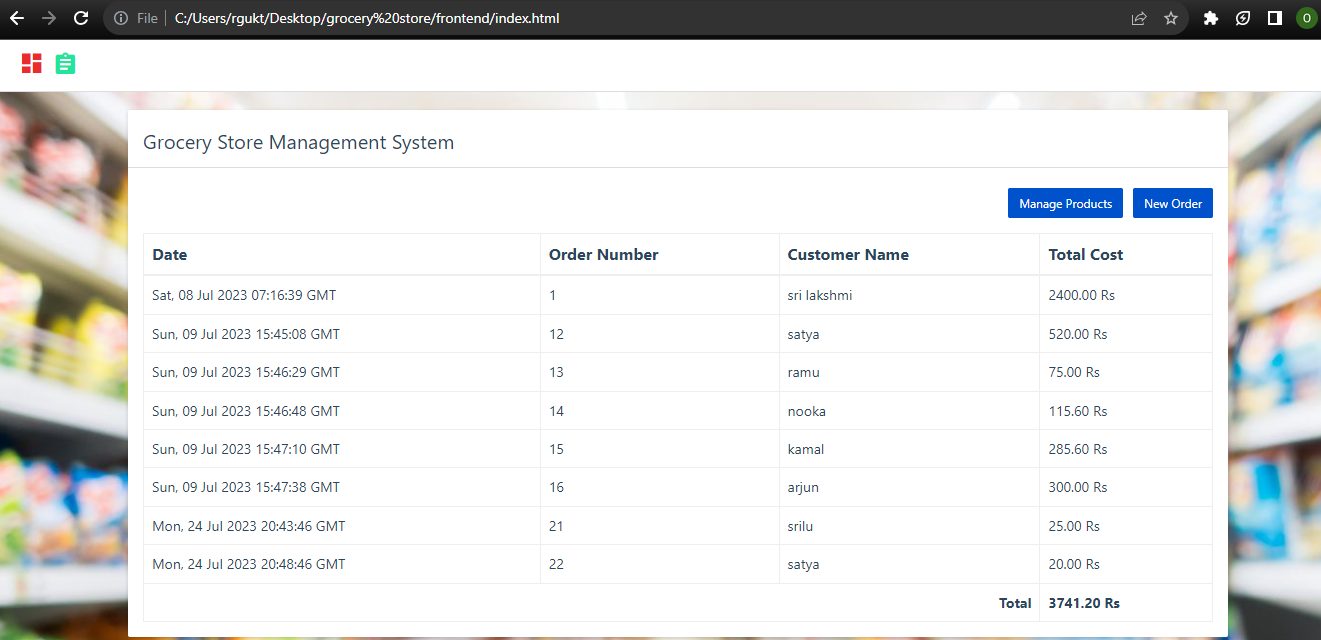 File C:/Users/rgukt/Desktop/grocery%20store/frontend/index.html O
Grocery Store Management System
Manage Products New Order
Date Order Number Customer Name Total Cost
Sat, 08 Jul 2023 07:16:39 GMT 1 sri lakshmi 2400.00 Rs
Sun, 09 Jul 2023 15:45:08 GMT 12 satya 520.00 Rs
Sun, 09 Jul 2023 15:46:29 GMT 13 ramu 75.00 Rs
Sun, 09 Jul 2023 15:46:48 GMT 14 nooka 115.60 Rs
Sun, 09 Jul 2023 15:47:10 GMT 15 kamal 285.60 Rs
Sun, 09 Jul 2023 15:47:38 GMT 16 arjun 300.00 Rs
Mon, 24 Jul 2023 20:43:46 GMT 21 srilu 25.00 Rs
Mon, 24 Jul 2023 20:48:46 GMT 22 satya 20.00 Rs
Total 3741.20 Rs